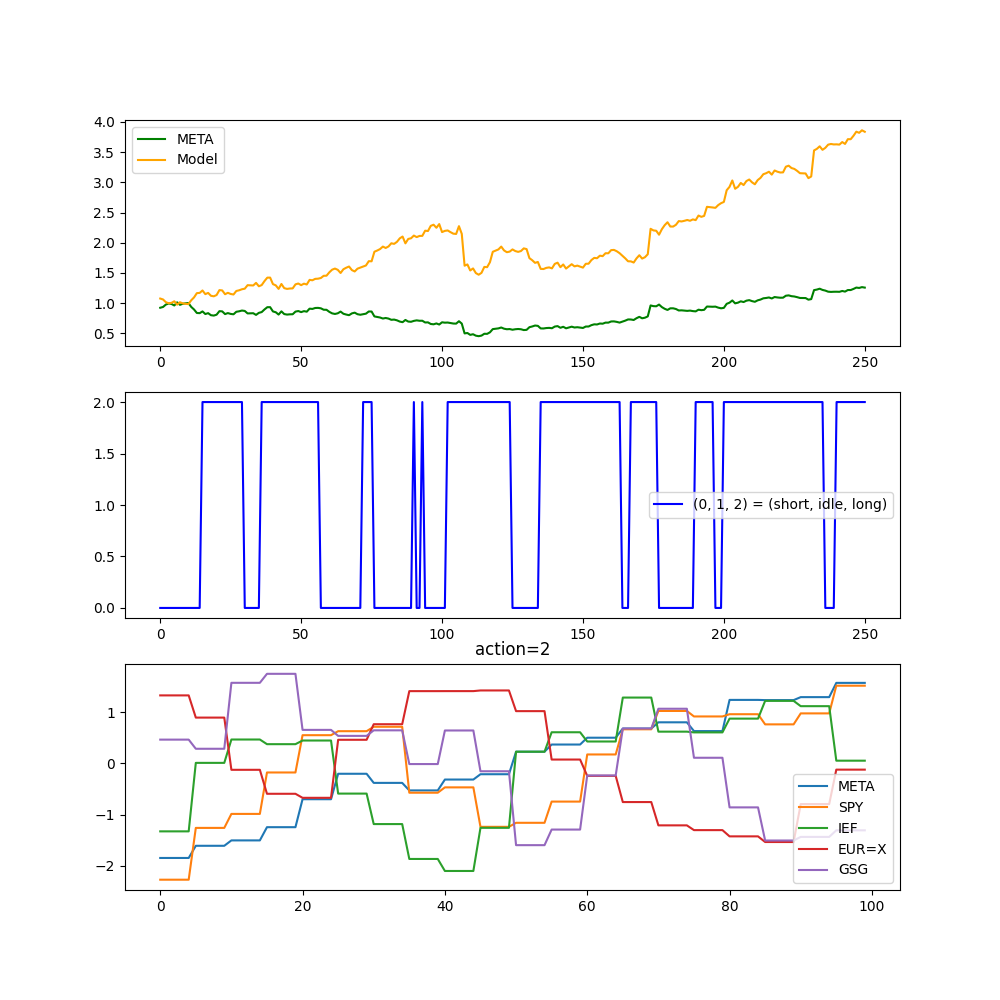 4.0
3.5
3.0
2.5
2.0
1.5
1.0
0.5
META
Model
0 50 100 150 200 250
2.0
1.5
1.0
0.5
0.0
(0, 1, 2) = (short, idle, long)
0 50 100 150 200 250
action=2
1
0
−1
−2
META
SPY
IEF
EUR=X
GSG
0 20 40 60 80 100